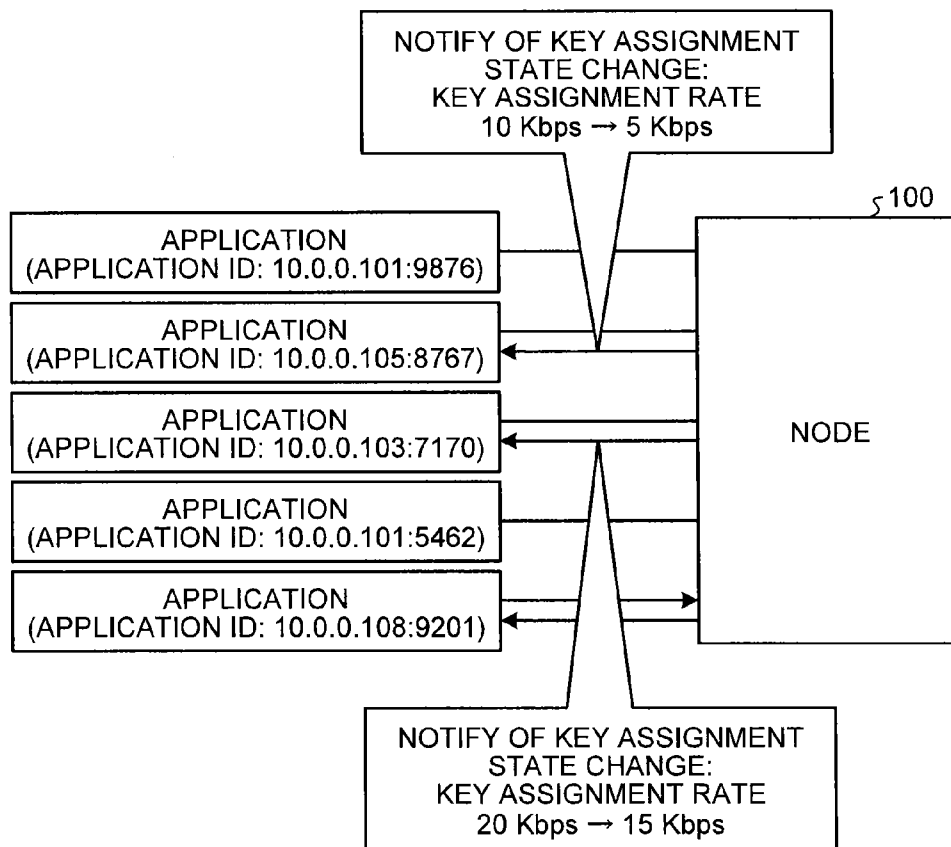 NOTIFY OF KEY ASSIGNMENT
STATE CHANGE:
KEY ASSIGNMENT RATE
10 Kbps → 5 Kbps
100
APPLICATION
(APPLICATION ID: 10.0.0.101:9876)
APPLICATION
(APPLICATION ID: 10.0.0.105:8767)
APPLICATION
(APPLICATION ID: 10.0.0.103:7170)
APPLICATION
(APPLICATION ID: 10.0.0.101:5462)
APPLICATION
(APPLICATION ID: 10.0.0.108:9201)
NODE
NOTIFY OF KEY ASSIGNMENT
STATE CHANGE:
KEY ASSIGNMENT RATE
20 Kbps → 15 Kbps